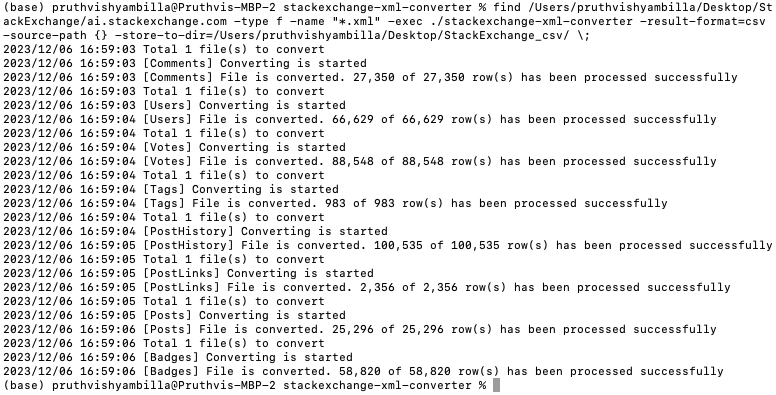 (base) pruthvishyambilla@Pruthvis-MBP-2 stackexchange-xml-converter % find /Users/pruthvishyambilla/Desktop/St
ackExchange/ai.stackexchange.com -type f -name "*.xml" -exec ./stackexchange-xml-converter -result-format=csv
-source-path {} -store-to-dir=/Users/pruthvishyambilla/Desktop/StackExchange_csv/ \;
2023/12/06 16:59:03 Total 1 file(s) to convert
2023/12/06 16:59:03 [Comments] Converting is started
2023/12/06 16:59:03 [Comments] File is converted. 27,350 of 27,350 row(s) has been processed successfully
2023/12/06 16:59:03 Total 1 file(s) to convert
2023/12/06 16:59:03 [Users] Converting is started
2023/12/06 16:59:04 [Users] File is converted. 66,629 of 66,629 row(s) has been processed successfully
2023/12/06 16:59:04 Total 1 file(s) to convert
2023/12/06 16:59:04 [Votes] Converting is started
2023/12/06 16:59:04 [Votes] File is converted. 88,548 of 88,548 row(s) has been processed successfully
2023/12/06 16:59:04 Total 1 file(s) to convert
2023/12/06 16:59:04 [Tags] Converting is started
2023/12/06 16:59:04 [Tags] File is converted. 983 of 983 row(s) has been processed successfully
2023/12/06 16:59:04 Total 1 file(s) to convert
2023/12/06 16:59:04 [PostHistory] Converting is started
2023/12/06 16:59:05 [PostHistory] File is converted. 100,535 of 100,535 row(s) has been processed successfully
2023/12/06 16:59:05 Total 1 file(s) to convert
2023/12/06 16:59:05 [PostLinks] Converting is started
2023/12/06 16:59:05 [PostLinks] File is converted. 2,356 of 2,356 row(s) has been processed successfully
2023/12/06 16:59:05 Total 1 file(s) to convert
2023/12/06 16:59:05 [Posts] Converting is started
2023/12/06 16:59:06 [Posts] File is converted. 25,296 of 25,296 row(s) has been processed successfully
2023/12/06 16:59:06 Total 1 file(s) to convert
2023/12/06 16:59:06 [Badges] Converting is started
2023/12/06 16:59:06 [Badges] File is converted. 58,820 of 58,820 row(s) has been processed successfully
(base) pruthvishyambilla@Pruthvis-MBP-2 stackexchange-xml-converter %